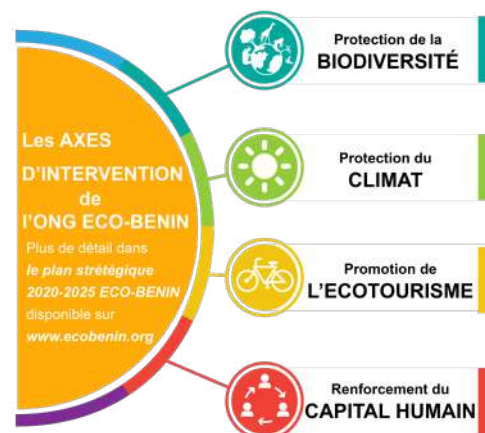 Les AXES
D'INTERVENTION
de
l'ONG ECO-BENIN
Plus de détail dans
le plan strétégique
2020-2025 ECO-BENIN
disponible sur
www.ecobenin.org
Protection de la
BIODIVERSITÉ
Protection du
CLIMAT
Promotion de
L'ECOTOURISME
Renforcement du
CAPITAL HUMAIN